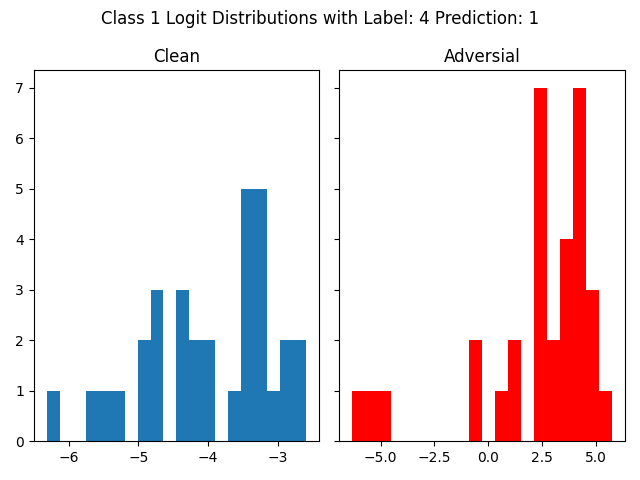 Class 1 Logit Distributions with Label: 4 Prediction: 1
Clean
Adversial
7
6
5
4
3
2
1
0
−6 −5 −4 −3
−5.0 −2.5 0.0 2.5 5.0